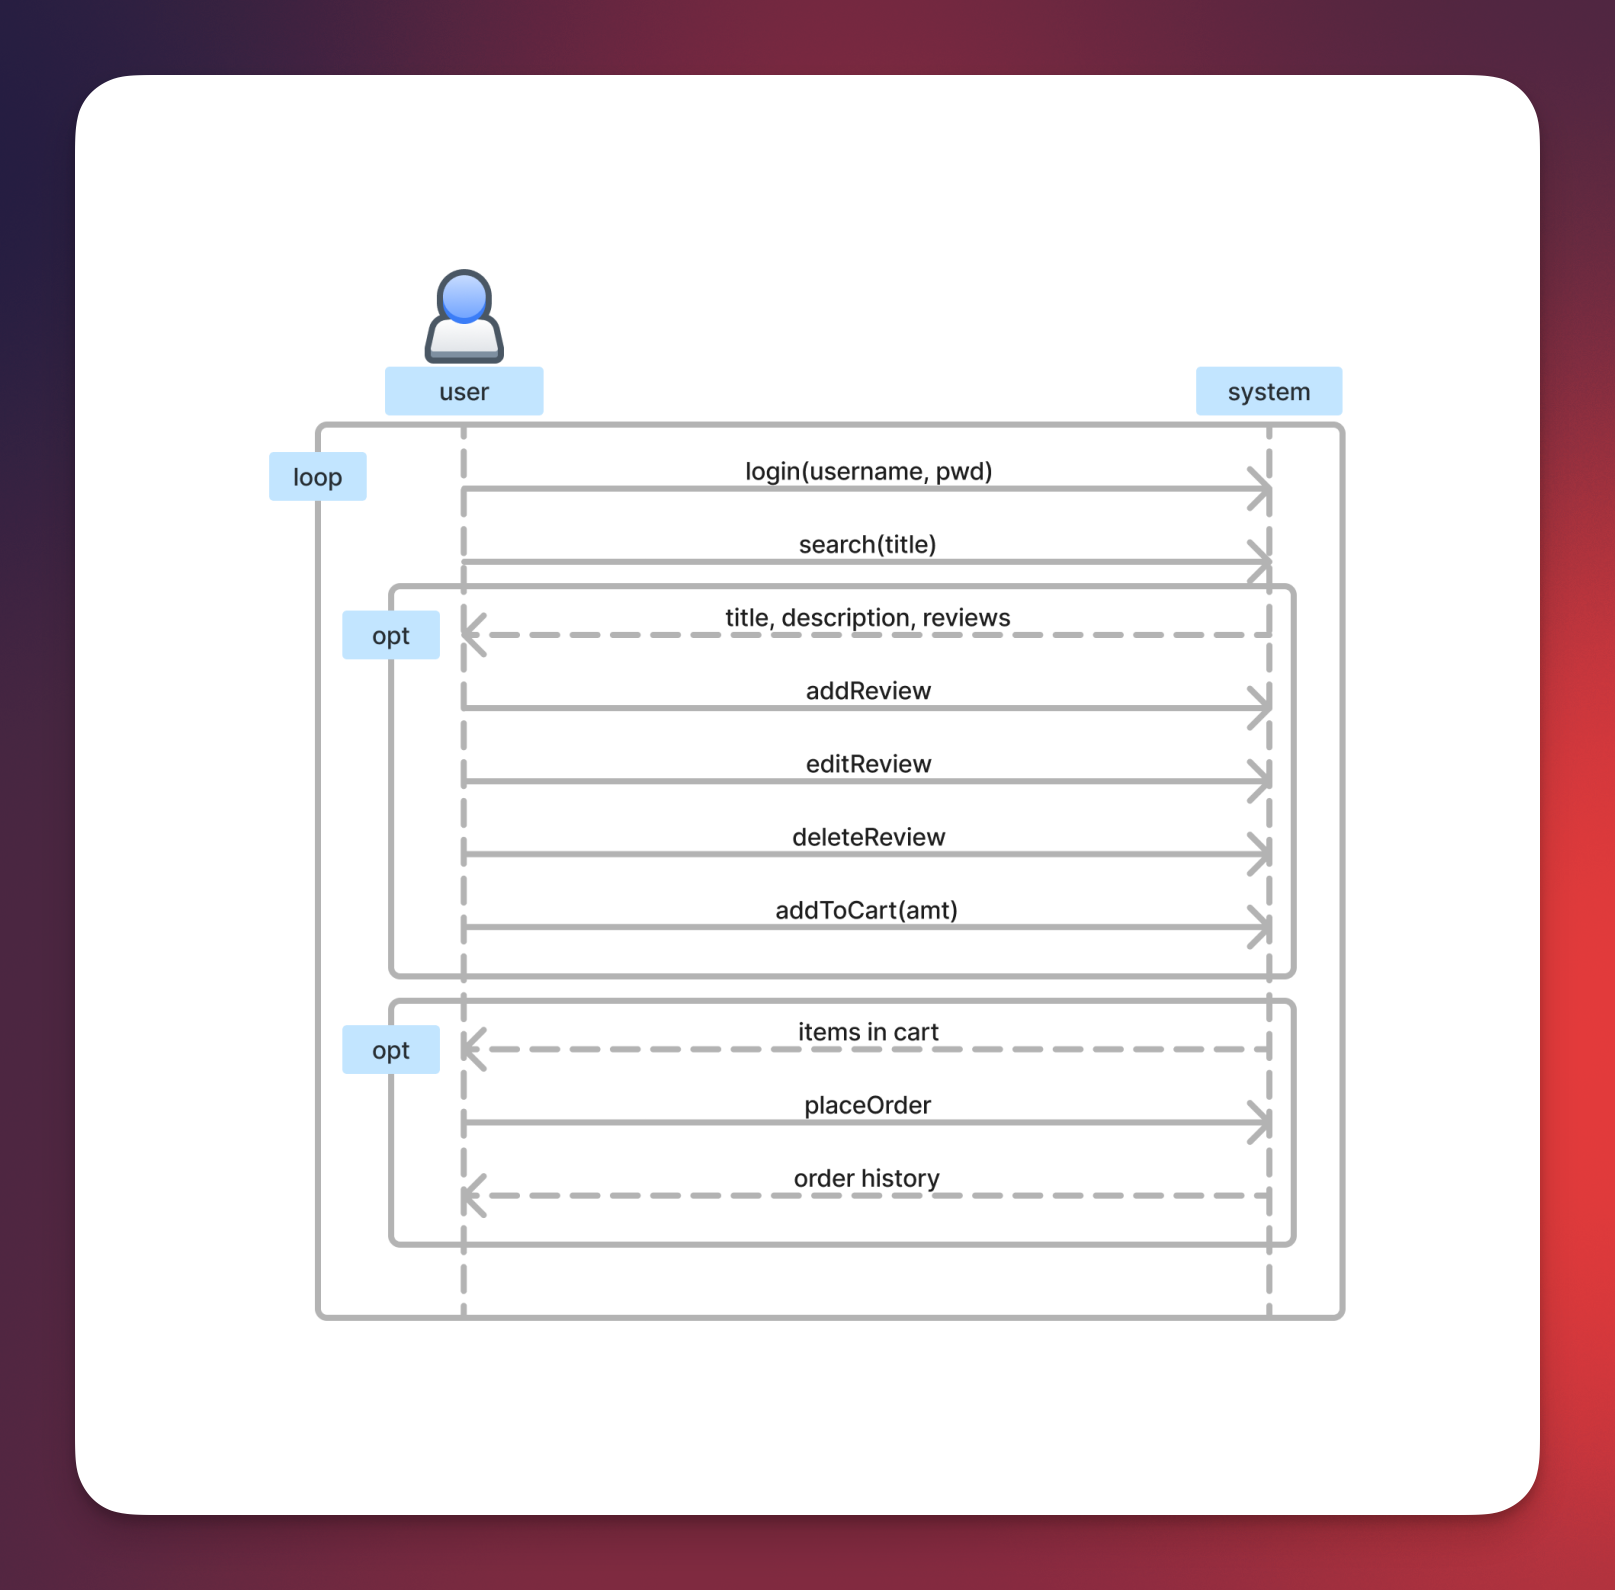 user
system
loop
login(username, pwd)
search(title)
opt
title, description, reviews
addReview
editReview
deleteReview
addToCart(amt)
opt
items in cart
placeOrder
order history